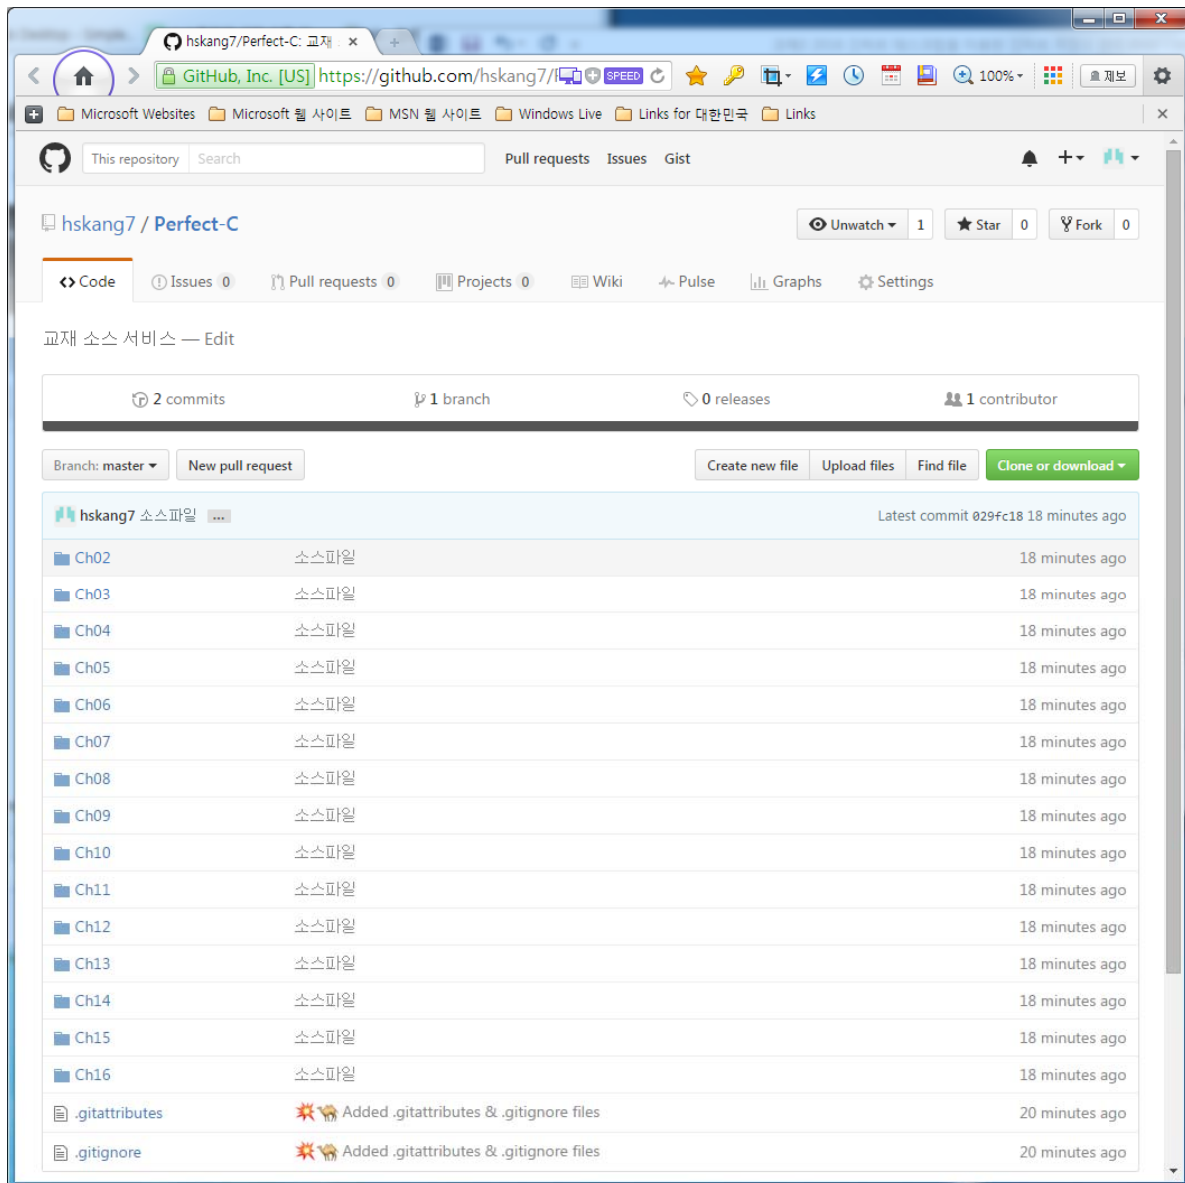 hskang7/Perfect-C: 교재
GitHub, Inc. [US] https://github.com/hskang7/ SPEED 100% 제보
Microsoft Websites Microsoft 웹 사이트 MSN 웹 사이트 Windows Live Links for 대한민국 Links
This repository Search Pull requests Issues Gist
hskang7 / Perfect-C Unwatch 1 Star 0 Fork 0
Code Issues 0 Pull requests 0 Projects 0 Wiki Pulse Graphs Settings
교재 소스 서비스 — Edit
2 commits 1 branch 0 releases 1 contributor
Branch: master New pull request Create new file Upload files Find file Clone or download
hskang7 소스파일 ... Latest commit 029fc18 18 minutes ago
Ch02 소스파일 18 minutes ago
Ch03 소스파일 18 minutes ago
Ch04 소스파일 18 minutes ago
Ch05 소스파일 18 minutes ago
Ch06 소스파일 18 minutes ago
Ch07 소스파일 18 minutes ago
Ch08 소스파일 18 minutes ago
Ch09 소스파일 18 minutes ago
Ch10 소스파일 18 minutes ago
Ch11 소스파일 18 minutes ago
Ch12 소스파일 18 minutes ago
Ch13 소스파일 18 minutes ago
Ch14 소스파일 18 minutes ago
Ch15 소스파일 18 minutes ago
Ch16 소스파일 18 minutes ago
.gitattributes 💥🐫 Added .gitattributes & .gitignore files 20 minutes ago
.gitignore 💥🐫 Added .gitattributes & .gitignore files 20 minutes ago